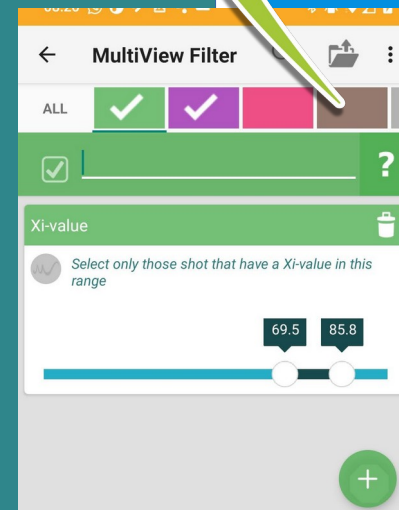 MultiView Filter
ALL
?
Xi-value
Select only those shot that have a Xi-value in this
range
69.5 85.8
+